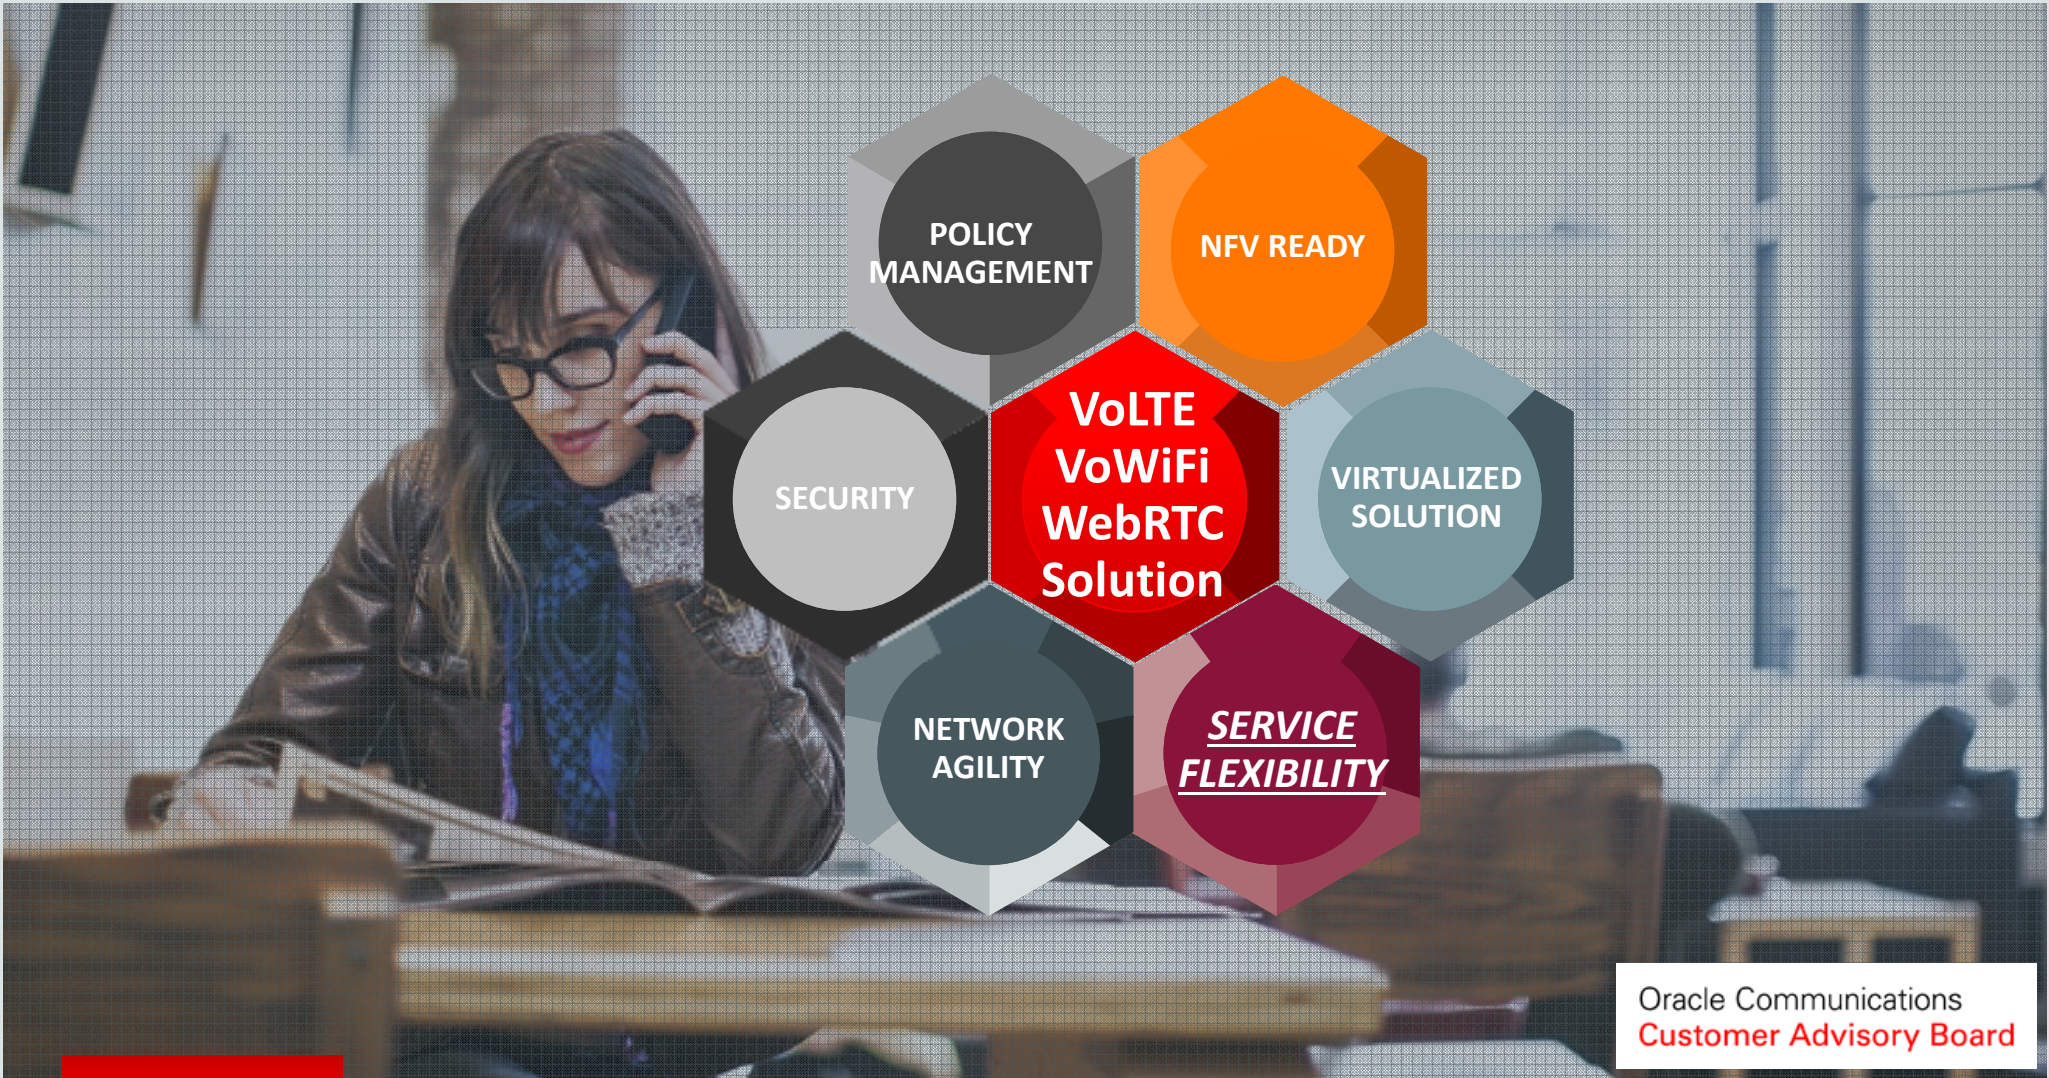 POLICY
MANAGEMENT
NFV READY
SECURITY
VoLTE
VoWiFi
WebRTC
Solution
VIRTUALIZED
SOLUTION
NETWORK
AGILITY
SERVICE
FLEXIBILITY
Oracle Communications
Customer Advisory Board